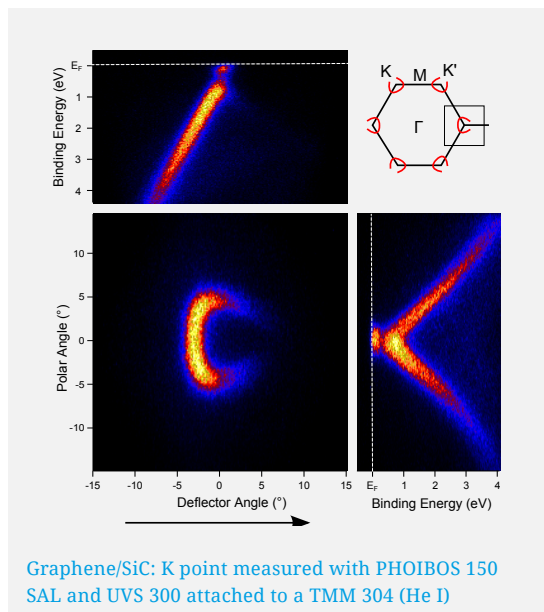 E_F
1
2
3
4
Binding Energy (eV)
K M K'
Γ
10
5
0
-5
-10
Polar Angle (°)
-15 -10 -5 0 5 10 15
Deflector Angle (°)
E_F 1 2 3 4
Binding Energy (eV)
Graphene/SiC: K point measured with PHOIBOS 150
SAL and UVS 300 attached to a TMM 304 (He I)